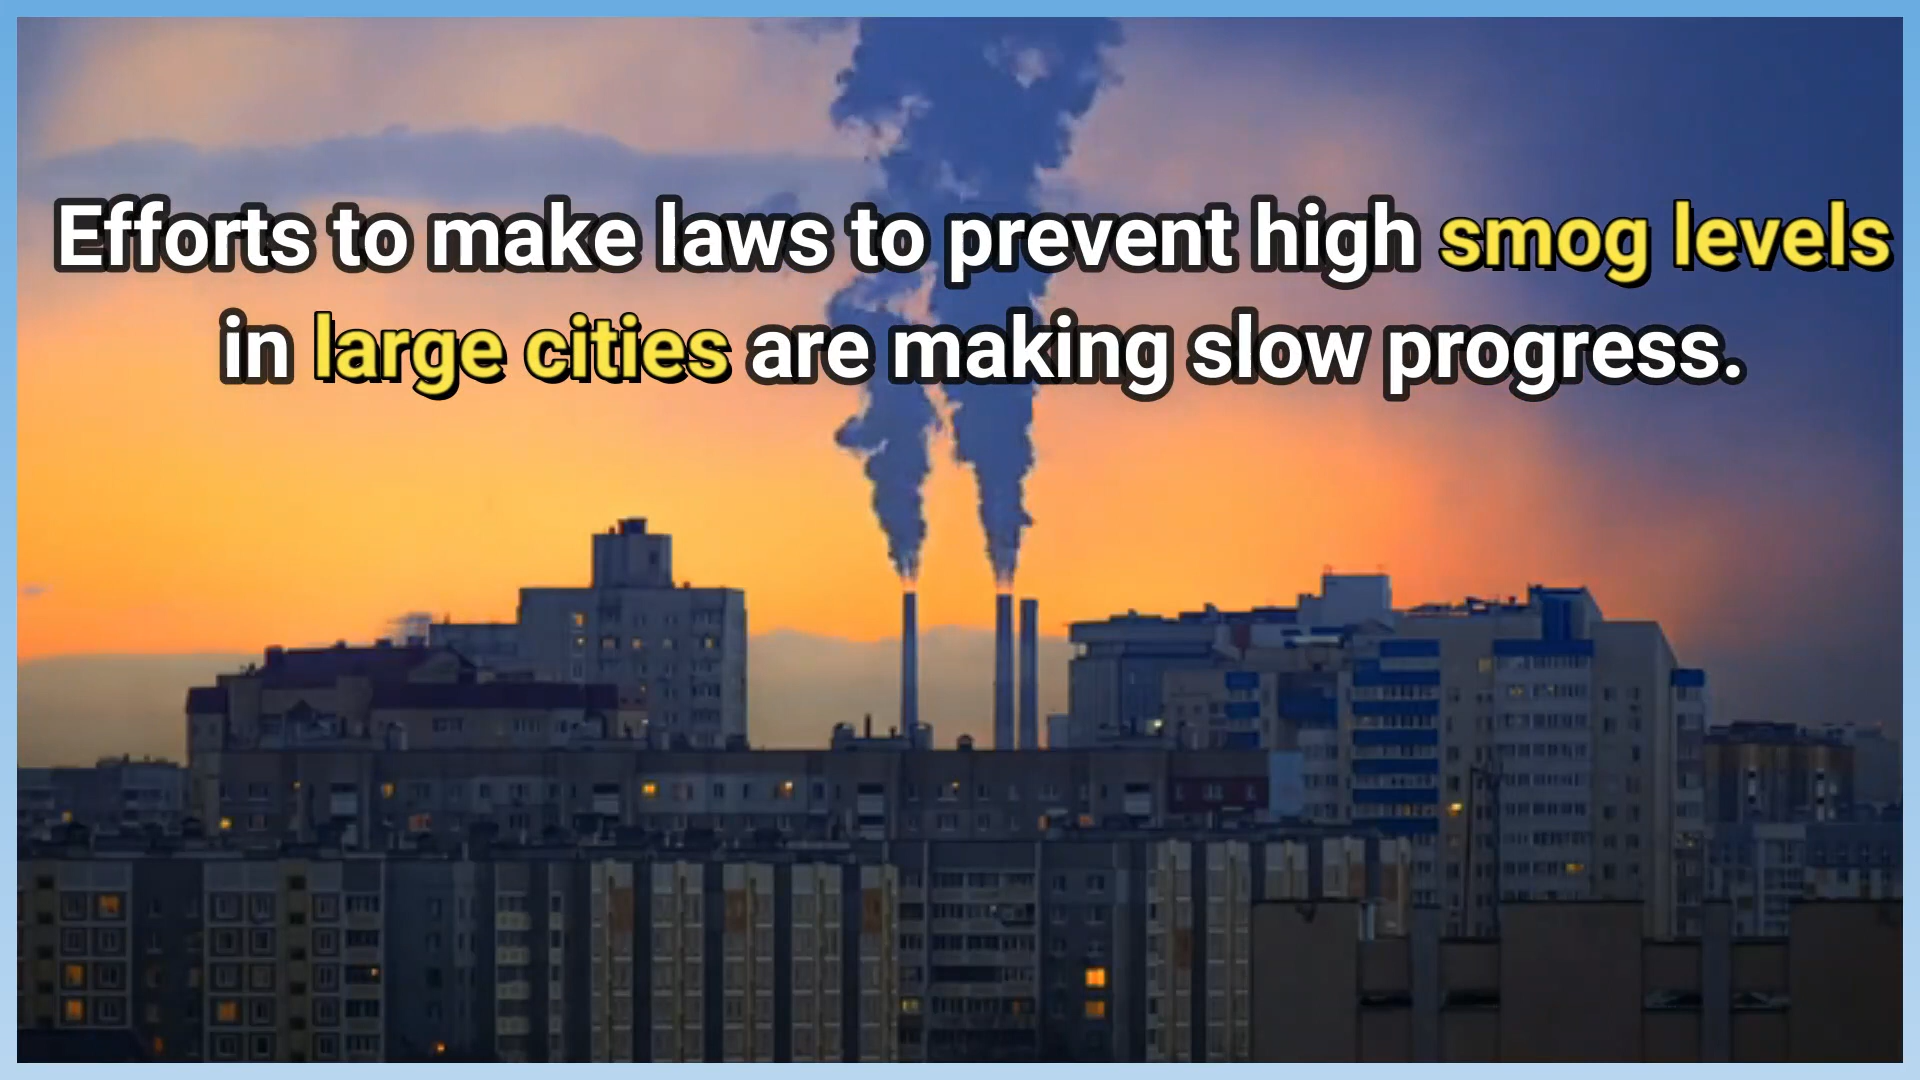 Efforts to make laws to prevent high smog levels
in large cities are making slow progress.